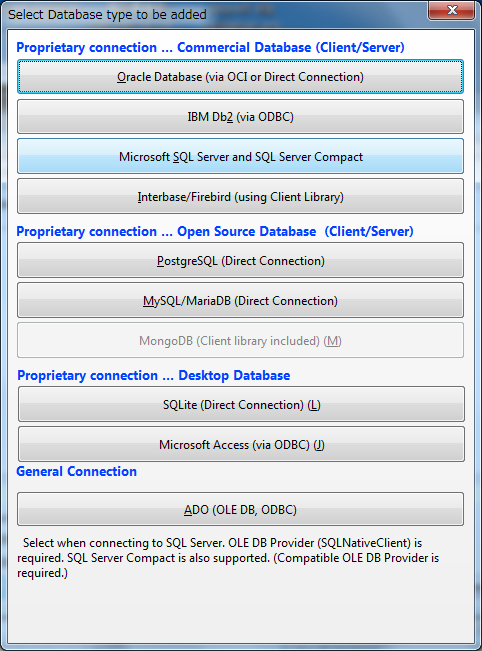 Select Database type to be added
Proprietary connection ... Commercial Database (Client/Server)
Oracle Database (via OCI or Direct Connection)
IBM Db2 (via ODBC)
Microsoft SQL Server and SQL Server Compact
Interbase/Firebird (using Client Library)
Proprietary connection ... Open Source Database  (Client/Server)
PostgreSQL (Direct Connection)
MySQL/MariaDB (Direct Connection)
MongoDB (Client library included) (M)
Proprietary connection ... Desktop Database
SQLite (Direct Connection) (L)
Microsoft Access (via ODBC) (J)
General Connection
ADO (OLE DB, ODBC)
Select when connecting to SQL Server. OLE DB Provider (SQLNativeClient) is
required. SQL Server Compact is also supported. (Compatible OLE DB Provider is
required.)